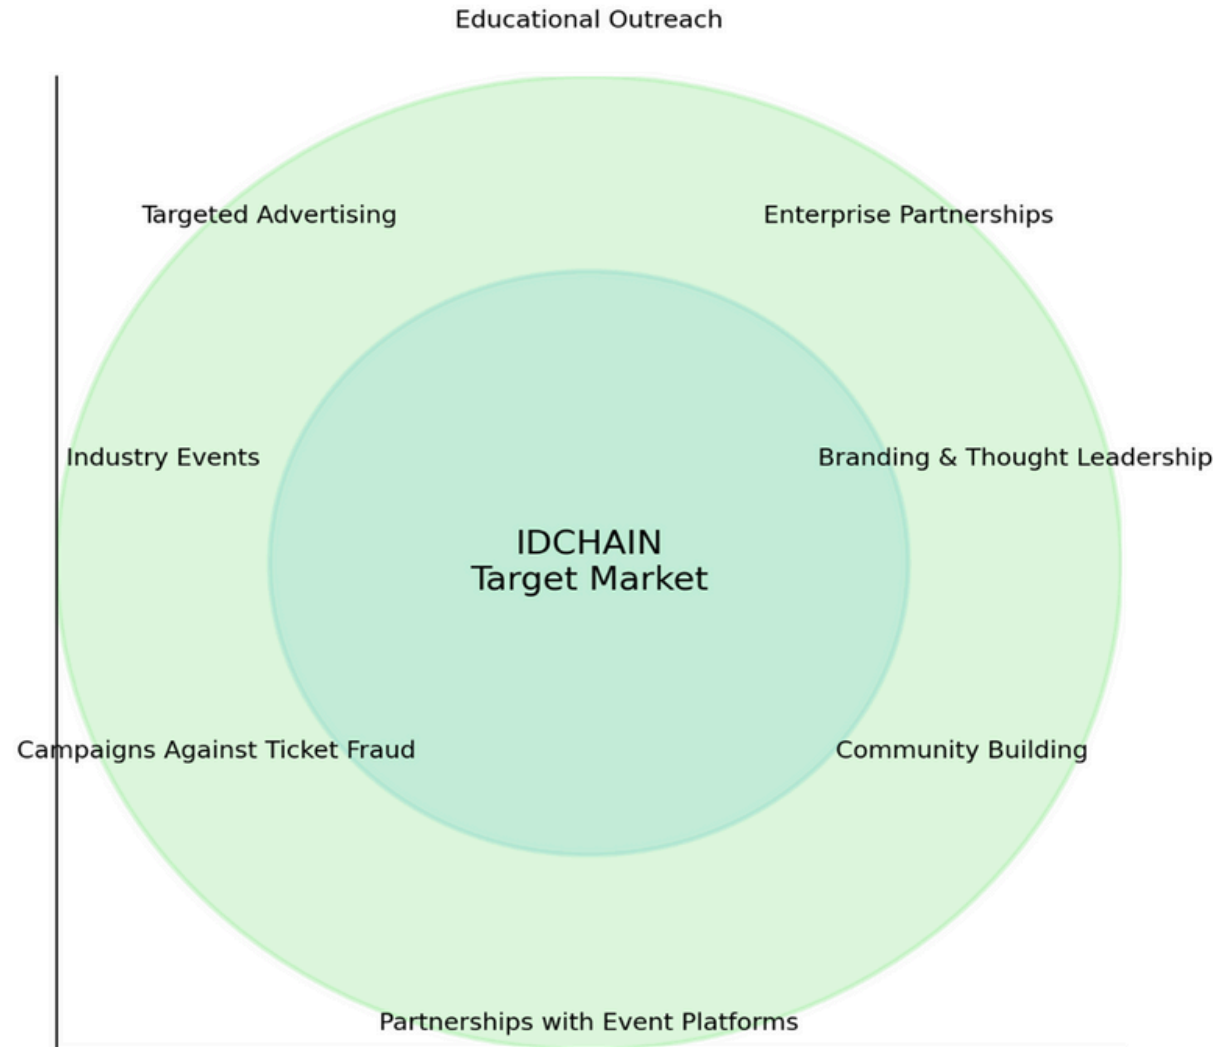 Educational Outreach
Targeted Advertising
Enterprise Partnerships
Industry Events
Branding & Thought Leadership
IDCHAIN
Target Market
Campaigns Against Ticket Fraud
Community Building
Partnerships with Event Platforms